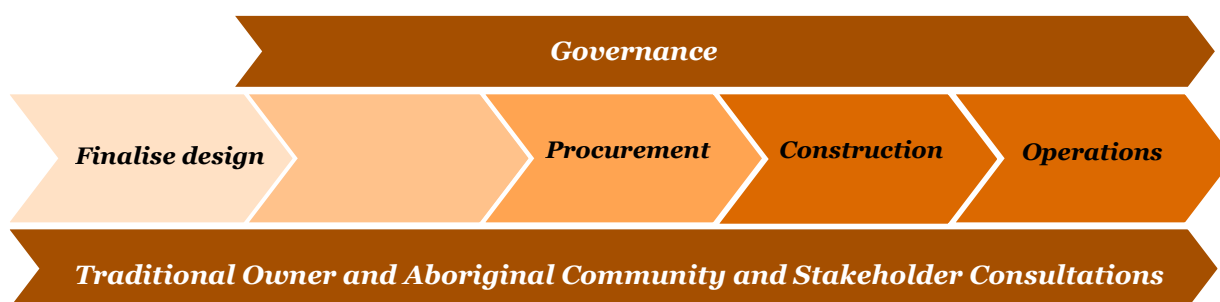 Governance
Finalise design
Procurement
Construction
Operations
Traditional Owner and Aboriginal Community and Stakeholder Consultations